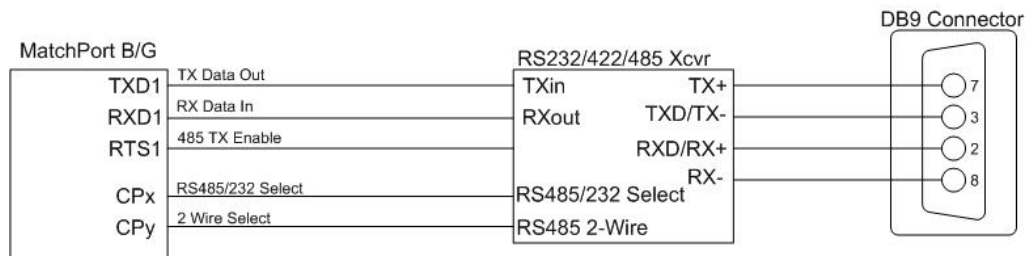 DB9 Connector
MatchPort B/G
RS232/422/485 Xcvr
TXD1 TX Data Out TXin TX+ 7
RXD1 RX Data In RXout TXD/TX- 3
RTS1 485 TX Enable RXD/RX+ 2
RX- 8
CPx RS485/232 Select RS485/232 Select
CPy 2 Wire Select RS485 2-Wire